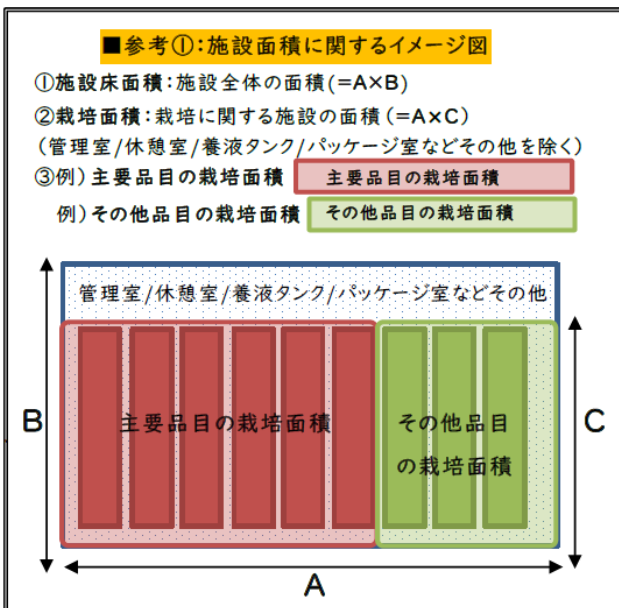 ■参考①:施設面積に関するイメージ図
①施設床面積:施設全体の面積(=A×B)
②栽培面積:栽培に関する施設の面積(=A×C)
(管理室/休憩室/養液タンク/パッケージ室などその他を除く)
③例)主要品目の栽培面積 主要品目の栽培面積
例)その他品目の栽培面積 その他品目の栽培面積
管理室/休憩室/養液タンク/パッケージ室などその他
B
主要品目の栽培面積
その他品目
の栽培面積
C
A